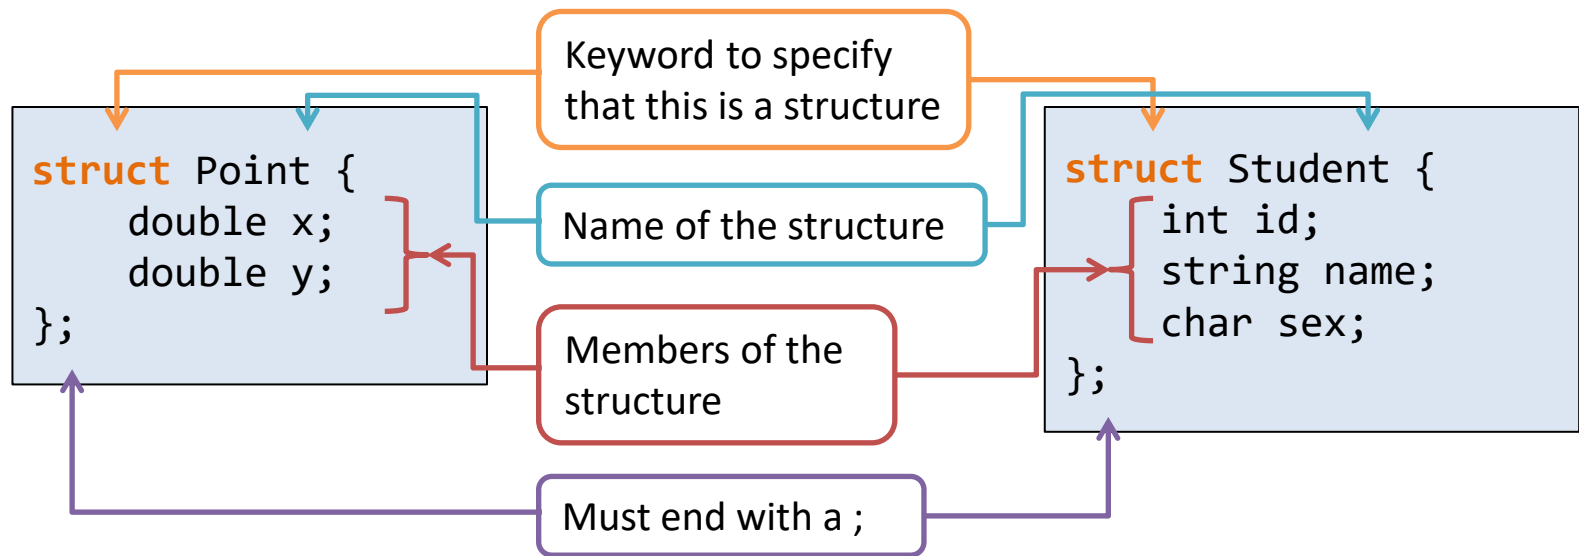 Keyword to specify
that this is a structure
struct Point {
    double x;
    double y;
};
Name of the structure
Members of the
structure
Must end with a ;
struct Student {
    int id;
    string name;
    char sex;
};